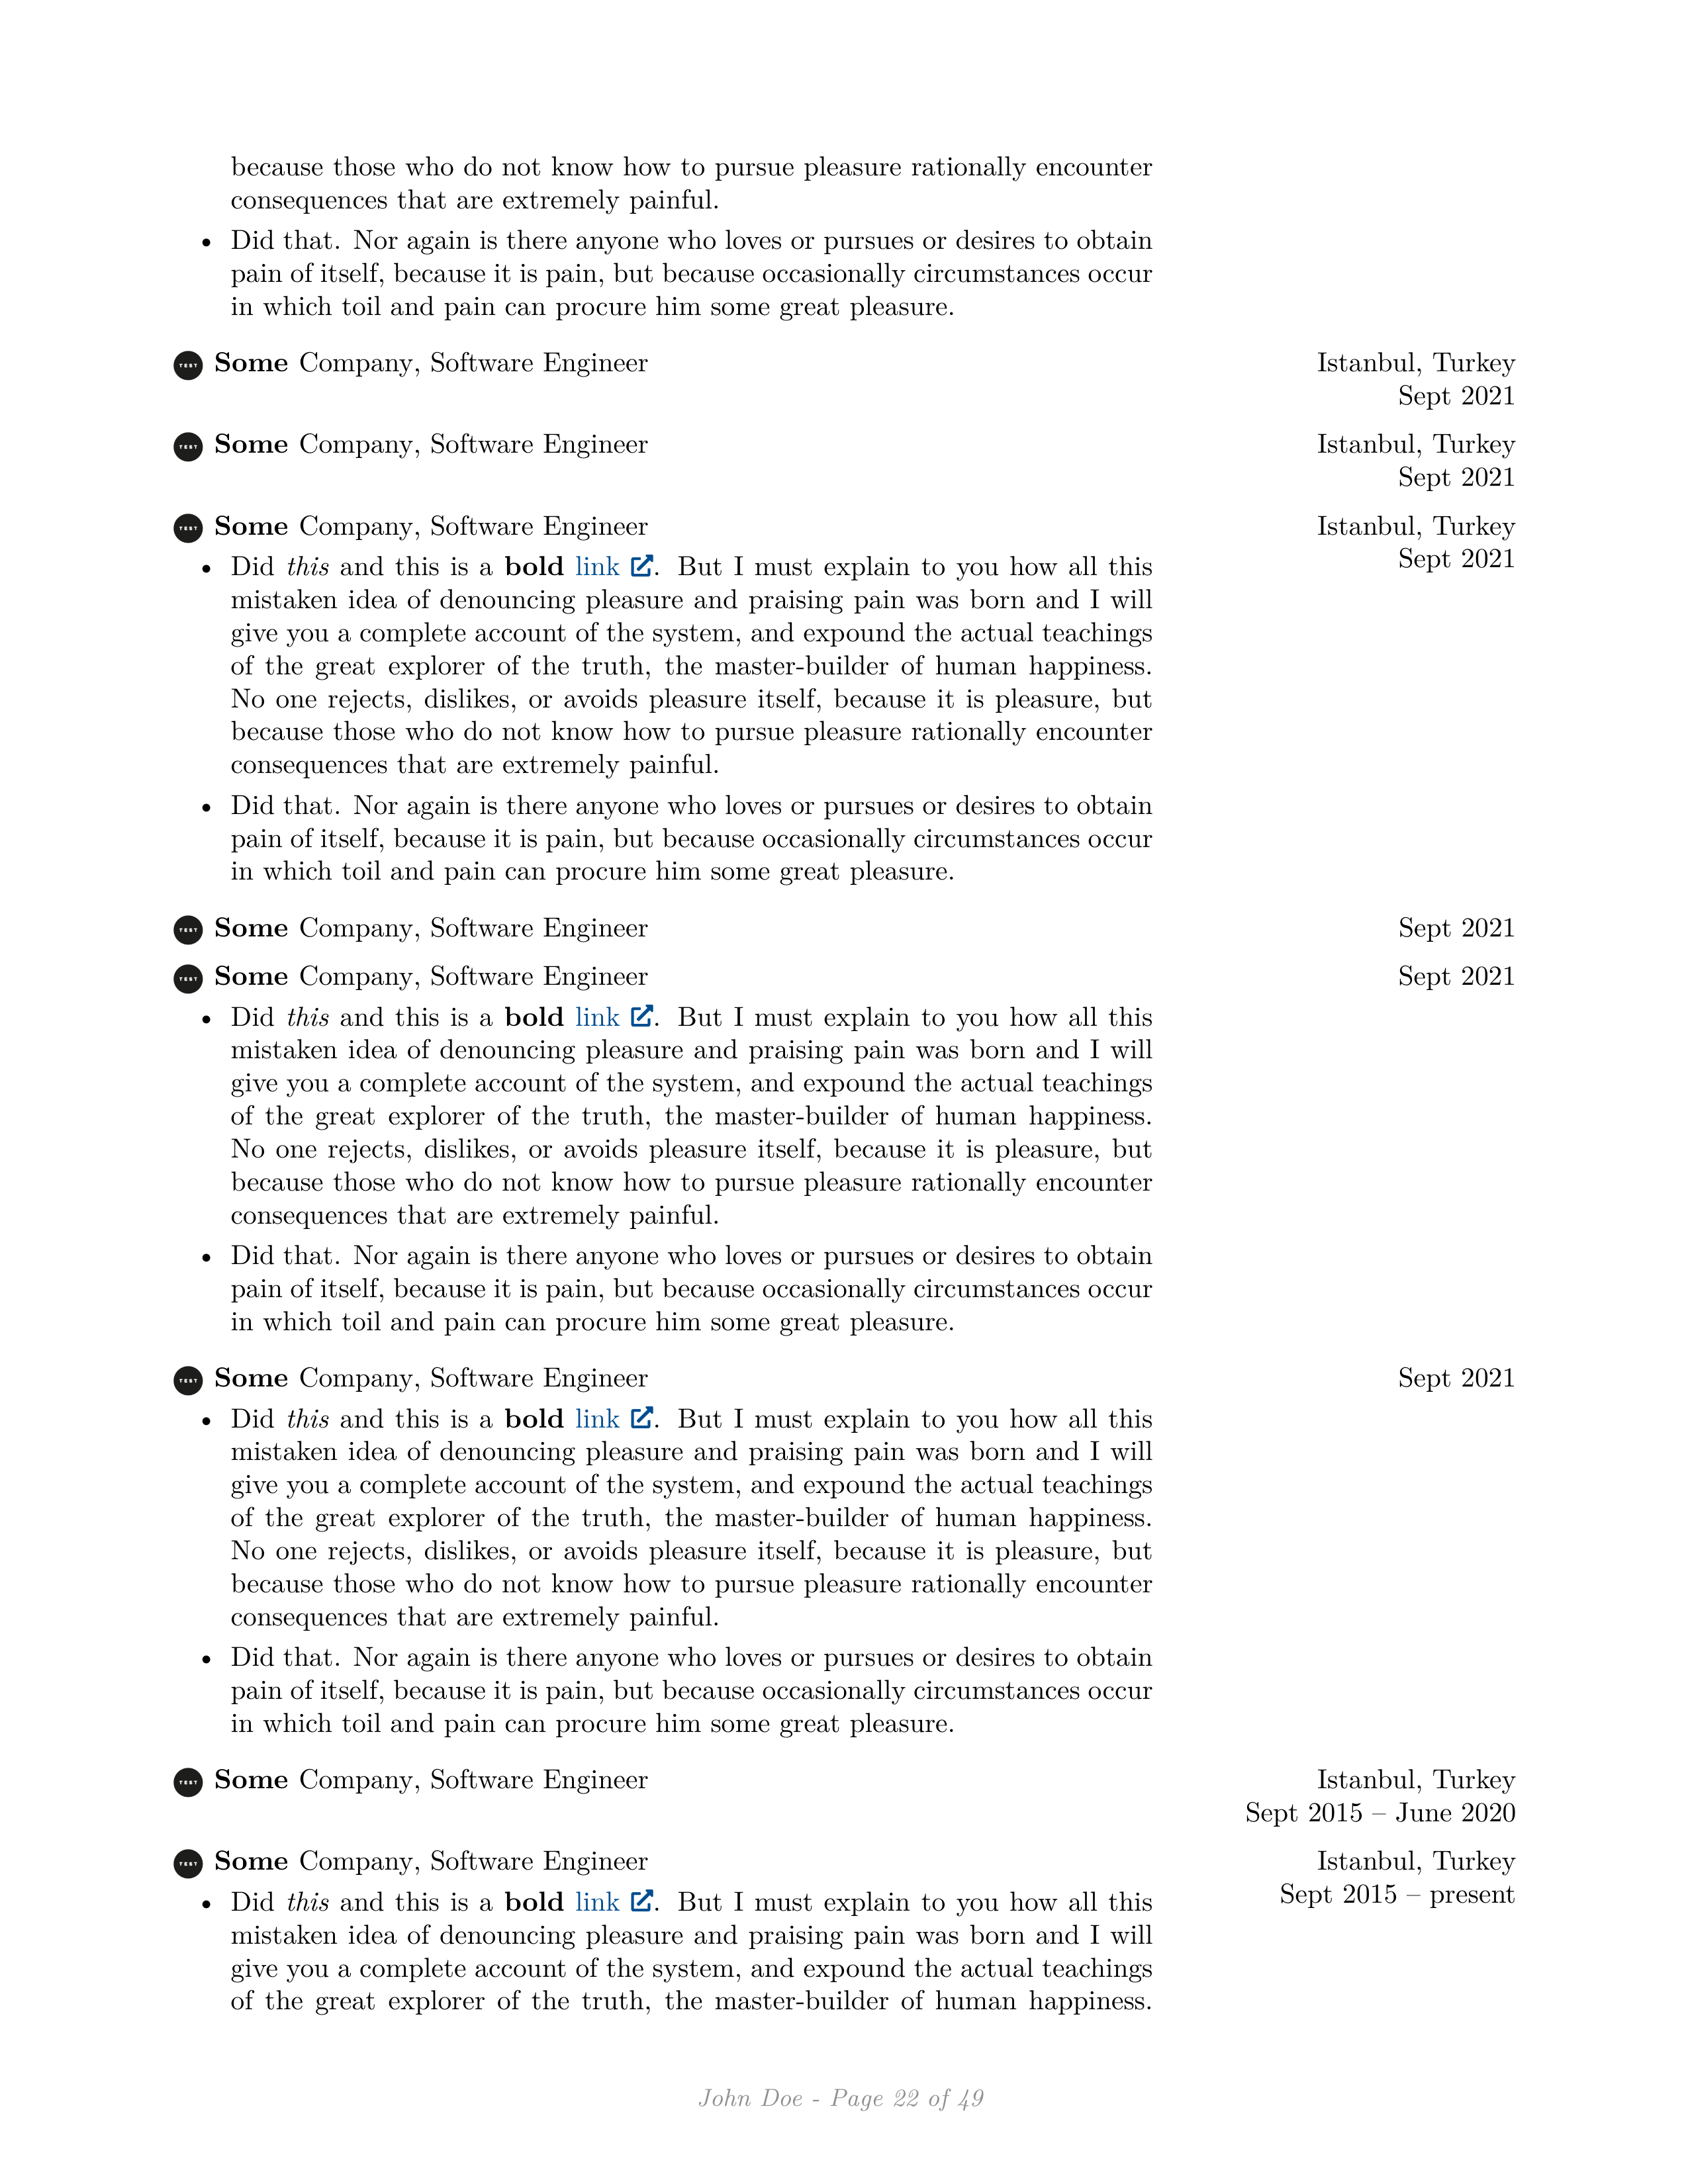 because those who do not know how to pursue pleasure rationally encounter
consequences that are extremely painful.
• Did that. Nor again is there anyone who loves or pursues or desires to obtain
pain of itself, because it is pain, but because occasionally circumstances occur
in which toil and pain can procure him some great pleasure.
TEST Some Company, Software Engineer Istanbul, Turkey
Sept 2021
TEST Some Company, Software Engineer Istanbul, Turkey
Sept 2021
TEST Some Company, Software Engineer Istanbul, Turkey
Sept 2021
• Did this and this is a bold link. But I must explain to you how all this
mistaken idea of denouncing pleasure and praising pain was born and I will
give you a complete account of the system, and expound the actual teachings
of the great explorer of the truth, the master-builder of human happiness.
No one rejects, dislikes, or avoids pleasure itself, because it is pleasure, but
because those who do not know how to pursue pleasure rationally encounter
consequences that are extremely painful.
• Did that. Nor again is there anyone who loves or pursues or desires to obtain
pain of itself, because it is pain, but because occasionally circumstances occur
in which toil and pain can procure him some great pleasure.
TEST Some Company, Software Engineer Sept 2021
TEST Some Company, Software Engineer Sept 2021
• Did this and this is a bold link. But I must explain to you how all this
mistaken idea of denouncing pleasure and praising pain was born and I will
give you a complete account of the system, and expound the actual teachings
of the great explorer of the truth, the master-builder of human happiness.
No one rejects, dislikes, or avoids pleasure itself, because it is pleasure, but
because those who do not know how to pursue pleasure rationally encounter
consequences that are extremely painful.
• Did that. Nor again is there anyone who loves or pursues or desires to obtain
pain of itself, because it is pain, but because occasionally circumstances occur
in which toil and pain can procure him some great pleasure.
TEST Some Company, Software Engineer Sept 2021
• Did this and this is a bold link. But I must explain to you how all this
mistaken idea of denouncing pleasure and praising pain was born and I will
give you a complete account of the system, and expound the actual teachings
of the great explorer of the truth, the master-builder of human happiness.
No one rejects, dislikes, or avoids pleasure itself, because it is pleasure, but
because those who do not know how to pursue pleasure rationally encounter
consequences that are extremely painful.
• Did that. Nor again is there anyone who loves or pursues or desires to obtain
pain of itself, because it is pain, but because occasionally circumstances occur
in which toil and pain can procure him some great pleasure.
TEST Some Company, Software Engineer Istanbul, Turkey
Sept 2015 – June 2020
TEST Some Company, Software Engineer Istanbul, Turkey
Sept 2015 – present
• Did this and this is a bold link. But I must explain to you how all this
mistaken idea of denouncing pleasure and praising pain was born and I will
give you a complete account of the system, and expound the actual teachings
of the great explorer of the truth, the master-builder of human happiness.
John Doe - Page 22 of 49